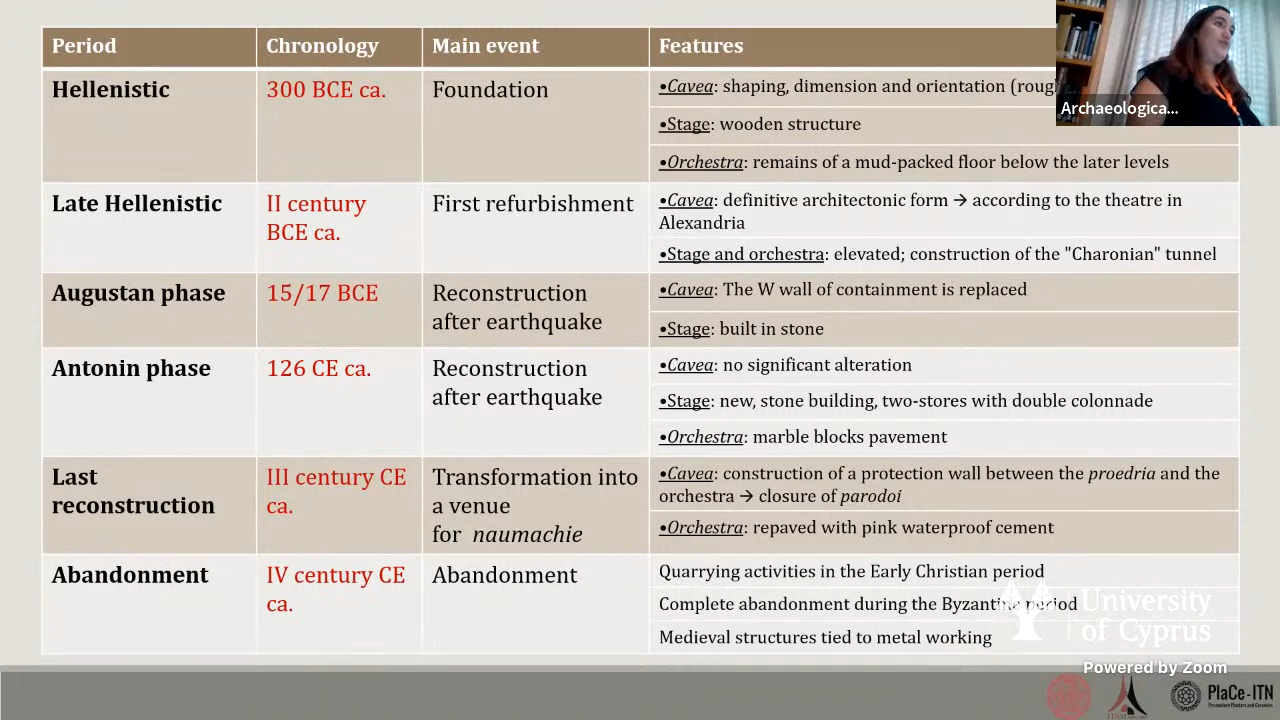 Period Chronology Main event Features
Hellenistic 300 BCE ca. Foundation
•Cavea: shaping, dimension and orientation
•Stage: wooden structure
•Orchestra: remains of a mud-packed floor below the later levels
Late Hellenistic II century
BCE ca. First refurbishment
•Cavea: definitive architectonic form → according to the theatre in
Alexandria
•Stage and orchestra: elevated; construction of the "Charonian" tunnel
Augustan phase 15/17 BCE Reconstruction
after earthquake
•Cavea: The W wall of containment is replaced
•Stage: built in stone
Antonin phase 126 CE ca. Reconstruction
after earthquake
•Cavea: no significant alteration
•Stage: new, stone building, two-stores with double colonnade
•Orchestra: marble blocks pavement
Last
reconstruction
III century CE
ca.
Transformation into
a venue
for naumachie
•Cavea: construction of a protection wall between the proedria and the
orchestra → closure of parodoi
•Orchestra: repaved with pink waterproof cement
Abandonment IV century CE
ca.
Abandonment
Quarrying activities in the Early Christian period
Complete abandonment during the Byzantine period
Medieval structures tied to metal working
Archaeologica...
University
of Cyprus
Powered by Zoom
PlaCe-ITN